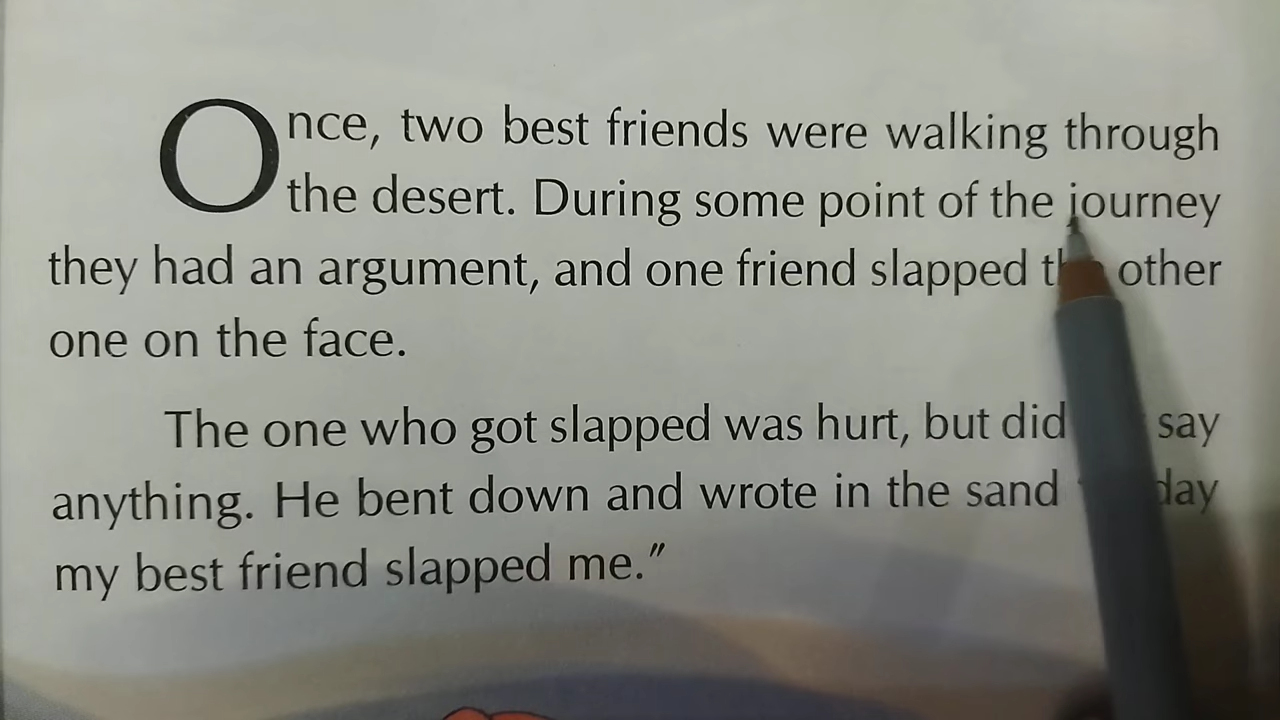 Once, two best friends were walking through
the desert. During some point of the journey
they had an argument, and one friend slapped the other
one on the face.
The one who got slapped was hurt, but did say
anything. He bent down and wrote in the sand
my best friend slapped me.”